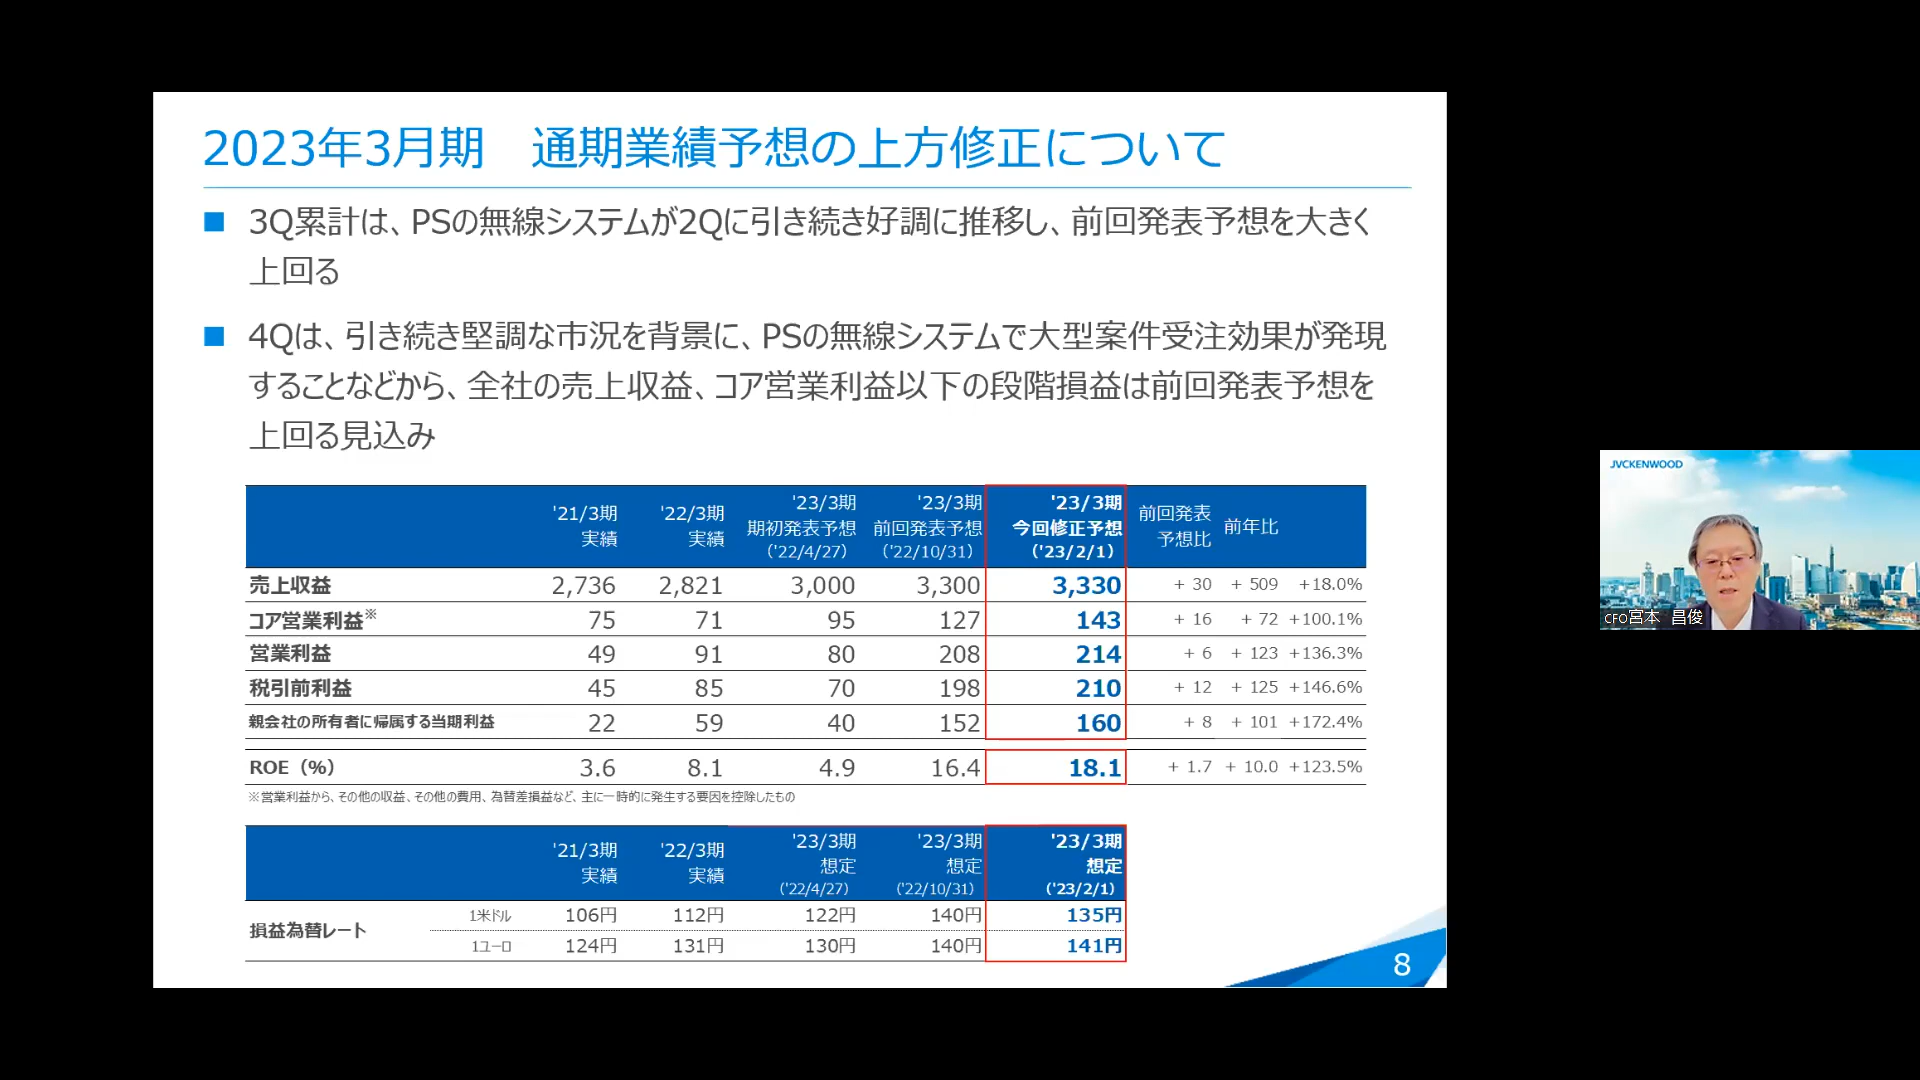 2023年3月期　通期業績予想の上方修正について
■ 3Q累計は、PSの無線システムが2Qに引き続き好調に推移し、前回発表予想を大きく
上回る
■ 4Qは、引き続き堅調な市況を背景に、PSの無線システムで大型案件受注効果が発現
することなどから、全社の売上収益、コア営業利益以下の段階損益は前回発表予想を
上回る見込み
'21/3期 実績 '22/3期 実績 '23/3期 期初発表予想 ('22/4/27) '23/3期 前回発表予想 ('22/10/31) '23/3期 今回修正予想 ('23/2/1) 前回発表 予想比 前年比
売上収益 2,736 2,821 3,000 3,300 3,330 + 30 + 509 +18.0%
コア営業利益※ 75 71 95 127 143 + 16 + 72 +100.1%
営業利益 49 91 80 208 214 + 6 + 123 +136.3%
税引前利益 45 85 70 198 210 + 12 + 125 +146.6%
親会社の所有者に帰属する当期利益 22 59 40 152 160 + 8 + 101 +172.4%
ROE（%） 3.6 8.1 4.9 16.4 18.1 + 1.7 + 10.0 +123.5%
※営業利益から、その他の収益、その他の費用、為替差損益など、主に一時的に発生する要因を控除したもの
'21/3期 実績 '22/3期 実績 '23/3期 想定 ('22/4/27) '23/3期 想定 ('22/10/31) '23/3期 想定 ('23/2/1)
損益為替レート
1米ドル 106円 112円 122円 140円 135円
1ユーロ 124円 131円 130円 140円 141円
8
JVCKENWOOD
CFO宮本　昌俊